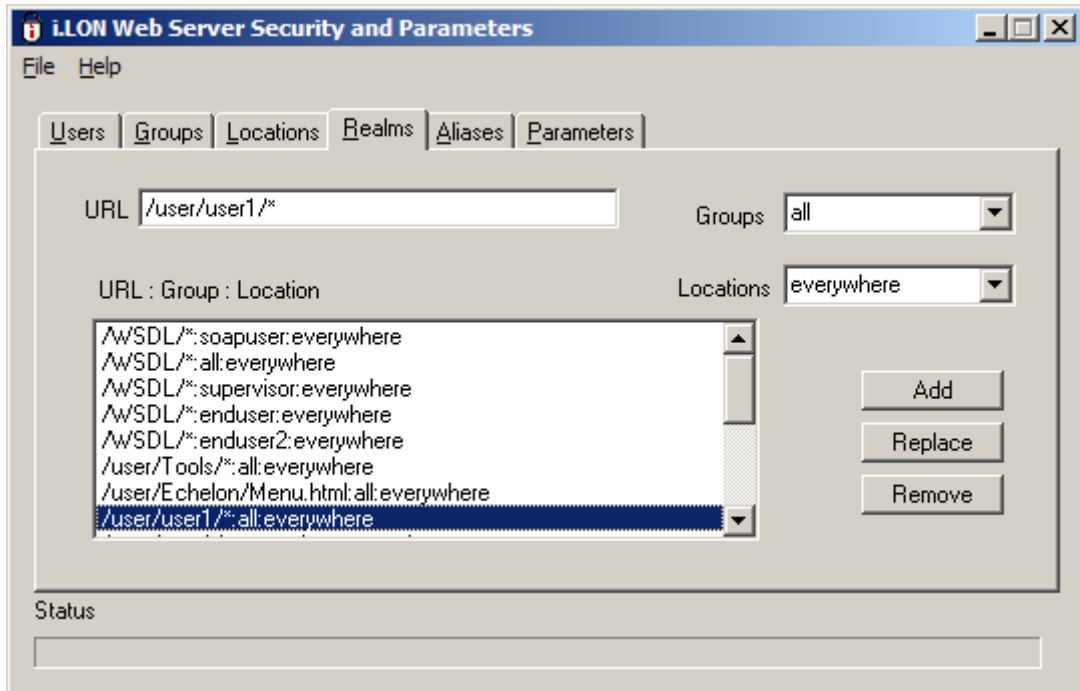 i.LON Web Server Security and Parameters
File Help
Users Groups Locations Realms Aliases Parameters
URL /user/user1/* Groups all
URL : Group : Location Locations everywhere
/WSDL/*:soapuser:everywhere
/WSDL/*:all:everywhere
/WSDL/*:supervisor:everywhere
/WSDL/*:enduser:everywhere
/WSDL/*:enduser2:everywhere
/user/Tools/*:all:everywhere
/user/Echelon/Menu.html:all:everywhere
/user/user1/*:all:everywhere
Add
Replace
Remove
Status